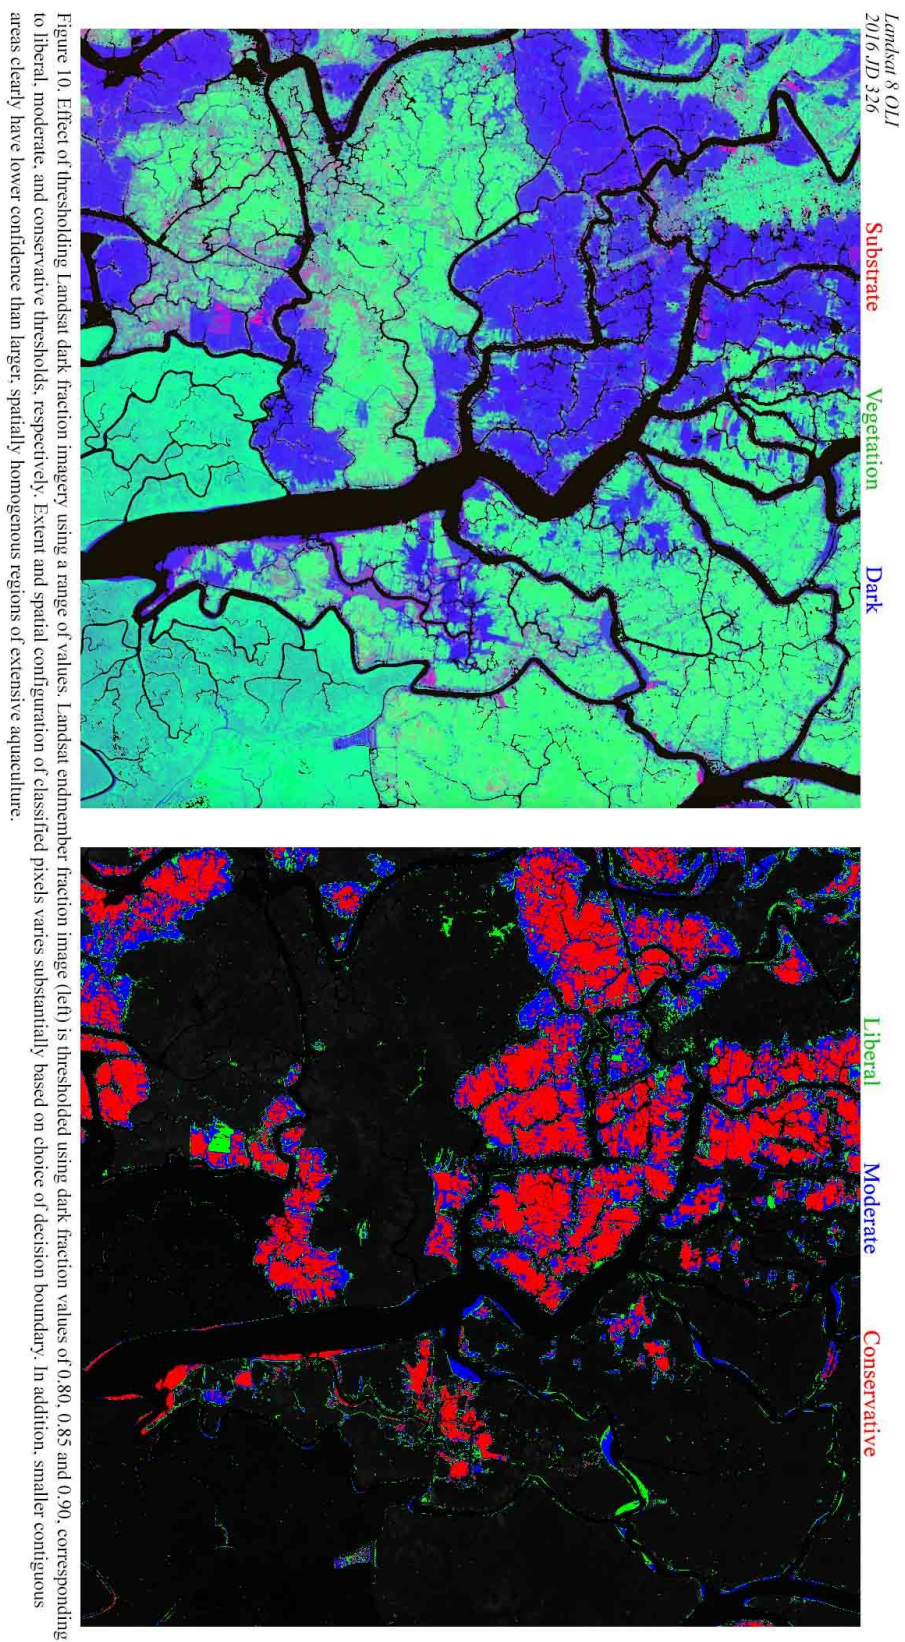 Landsat 8 OLI
2016 JD 326
Substrate Vegetation Dark
Liberal Moderate Conservative
Figure 10. Effect of thresholding Landsat dark fraction imagery using a range of values. Landsat endmember fraction image (left) is thresholded using dark fraction values of 0.80, 0.85 and 0.90, corresponding
to liberal, moderate, and conservative thresholds, respectively. Extent and spatial configuration of classified pixels varies substantially based on choice of decision boundary. In addition, smaller contiguous
areas clearly have lower confidence than larger, spatially homogenous regions of extensive aquaculture.